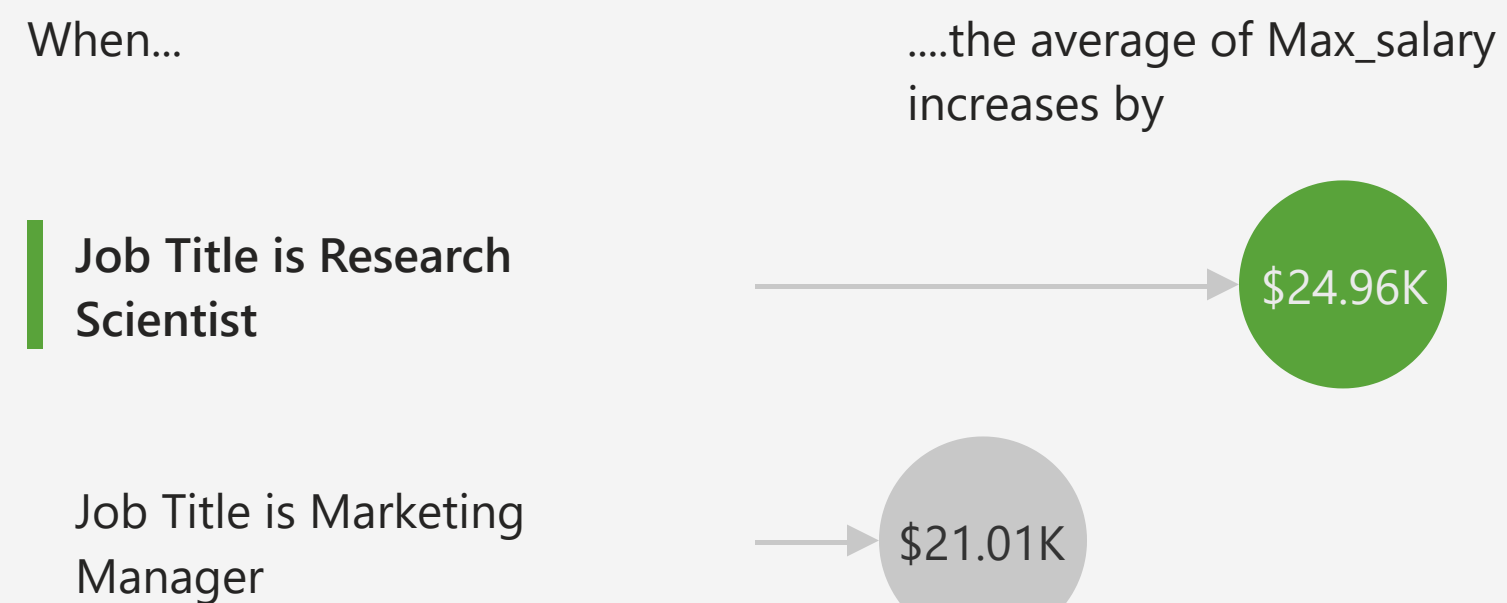 When...
....the average of Max_salary
increases by
Job Title is Research
Scientist
$24.96K
Job Title is Marketing
Manager
$21.01K